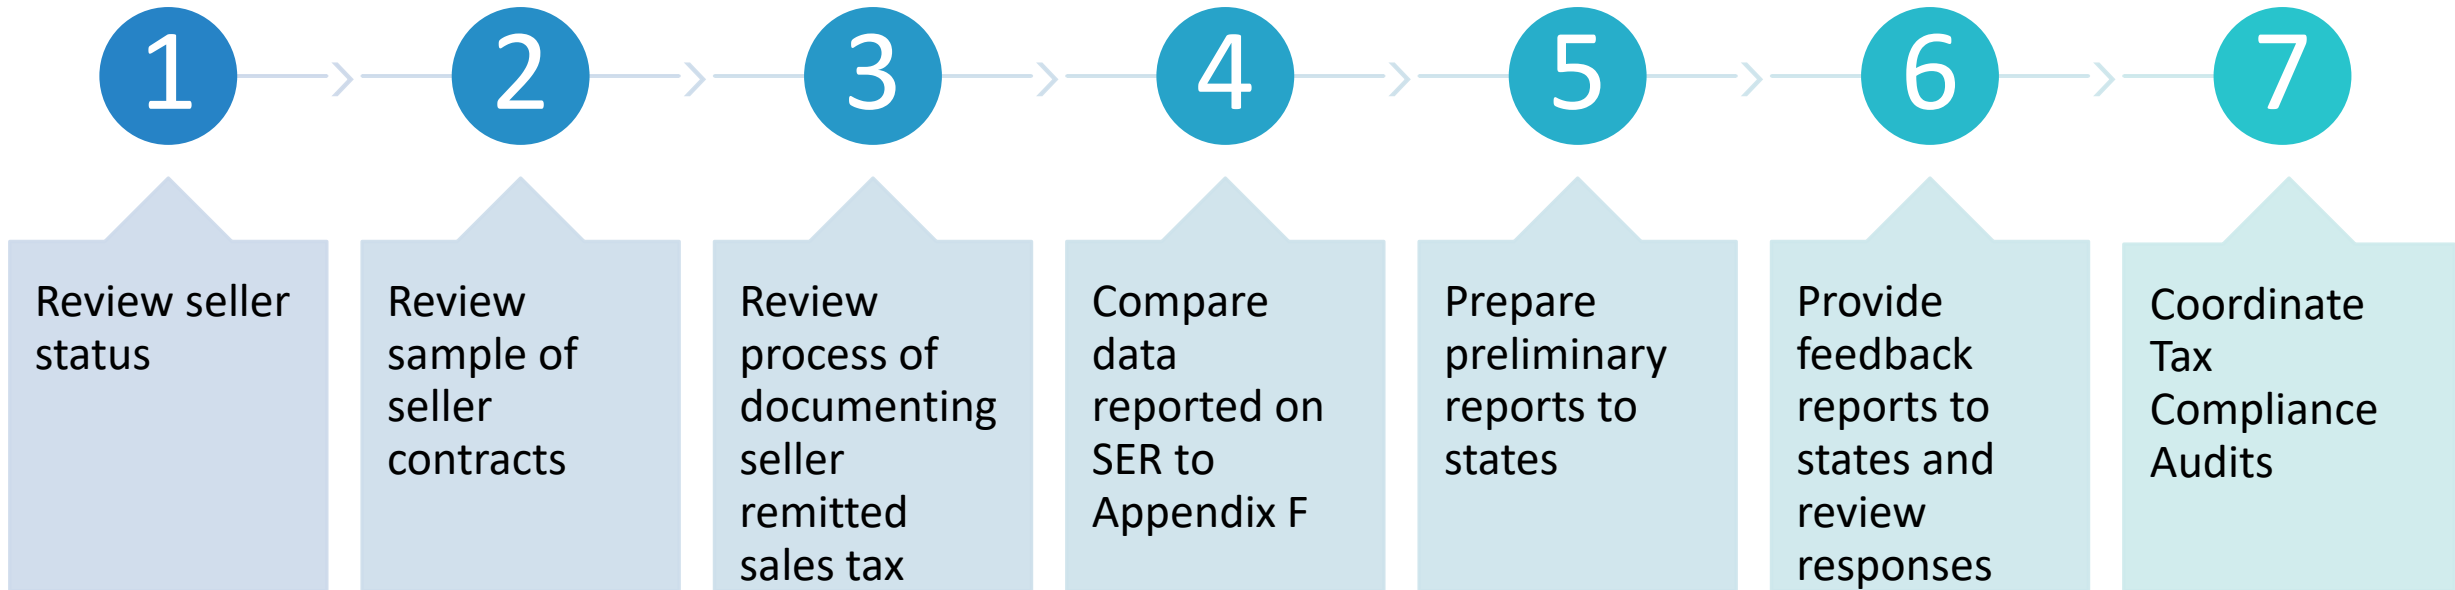 1
2
3
4
5
6
7
Review seller
status
Review
sample of
seller
contracts
Review
process of
documenting
seller
remitted
sales tax
Compare
data
reported on
SER to
Appendix F
Prepare
preliminary
reports to
states
Provide
feedback
reports to
states and
review
responses
Coordinate
Tax
Compliance
Audits